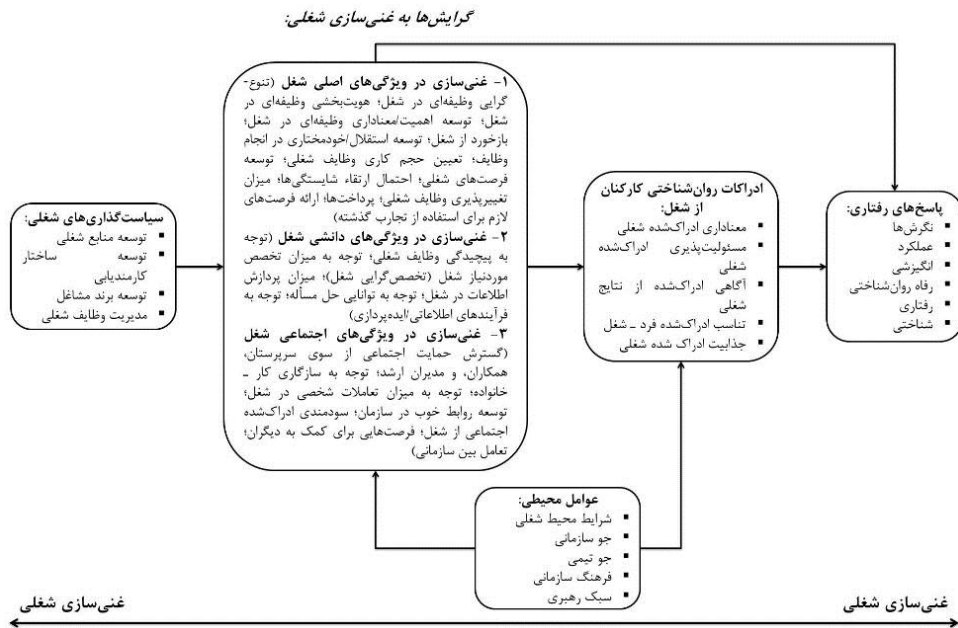 گرایش‌ها به غنی‌سازی شغلی:
۱- غنی‌سازی در ویژگی‌های اصلی شغل (تنوع-
گرایی وظیفه‌ای در شغل؛ هویت‌بخشی وظیفه‌ای در
شغل؛ توسعه اهمیت/معناداری وظیفه‌ای در شغل؛
بازخورد از شغل؛ توسعه استقلال/خودمختاری در انجام
وظایف؛ تعیین حجم کاری وظایف شغلی؛ توسعه
فرصت‌های شغلی؛ احتمال ارتقاء شایستگی‌ها؛ میزان
تغییرپذیری وظایف شغلی؛ پرداخت‌ها؛ ارائه فرصت‌های
لازم برای استفاده از تجارب گذشته)
۲- غنی‌سازی در ویژگی‌های دانشی شغل (توجه
به پیچیدگی وظایف شغلی؛ توجه به میزان تخصص
موردنیاز شغل (تخصص‌گرایی شغل)؛ میزان پردازش
اطلاعات در شغل؛ توجه به توانایی حل مسأله؛ توجه به
فرآیندهای اطلاعاتی/ایده‌پردازی)
۳- غنی‌سازی در ویژگی‌های اجتماعی شغل
(گسترش حمایت اجتماعی از سوی سرپرستان،
همکاران، و مدیران ارشد؛ توجه به سازگاری کار ـ
خانواده؛ توجه به میزان تعاملات شخصی در شغل؛
توسعه روابط خوب در سازمان؛ سودمندی ادراک‌شده
اجتماعی از شغل؛ فرصت‌هایی برای کمک به دیگران؛
تعامل بین سازمانی)
سیاست‌گذاری‌های شغلی:
▪ توسعه منابع شغلی
▪ توسعه ساختار
کارمندیابی
▪ توسعه برند مشاغل
▪ مدیریت وظایف شغلی
ادراکات روان‌شناختی کارکنان
از شغل:
▪ معناداری ادراک‌شده شغلی
▪ مسئولیت‌پذیری ادراک‌شده
شغلی
▪ آگاهی ادراک‌شده از نتایج
شغلی
▪ تناسب ادراک‌شده فرد ـ شغل
▪ جذابیت ادراک شده شغلی
پاسخ‌های رفتاری:
▪ نگرش‌ها
▪ عملکرد
▪ انگیزشی
▪ رفاه روان‌شناختی
▪ رفتاری
▪ شناختی
عوامل محیطی:
▪ شرایط محیط شغلی
▪ جو سازمانی
▪ جو تیمی
▪ فرهنگ سازمانی
▪ سبک رهبری
غنی‌سازی شغلی
غنی‌سازی شغلی